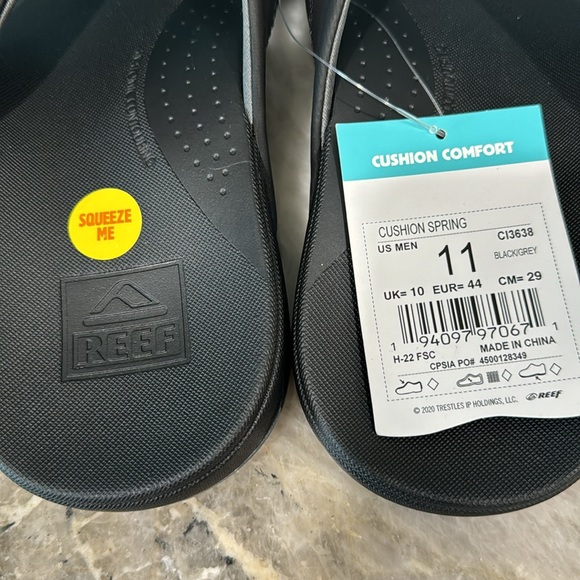 SQUEEZE
ME
REEF
CUSHION COMFORT
CUSHION SPRING
CI3638
US MEN
11
BLACK/GREY
UK= 10 EUR= 44 CM= 29
1 94097 97067 1
H-22 FSC
MADE IN CHINA
CPSIA PO# 4500128349
© 2020 TRESTLES IP HOLDINGS, LLC.
REEF